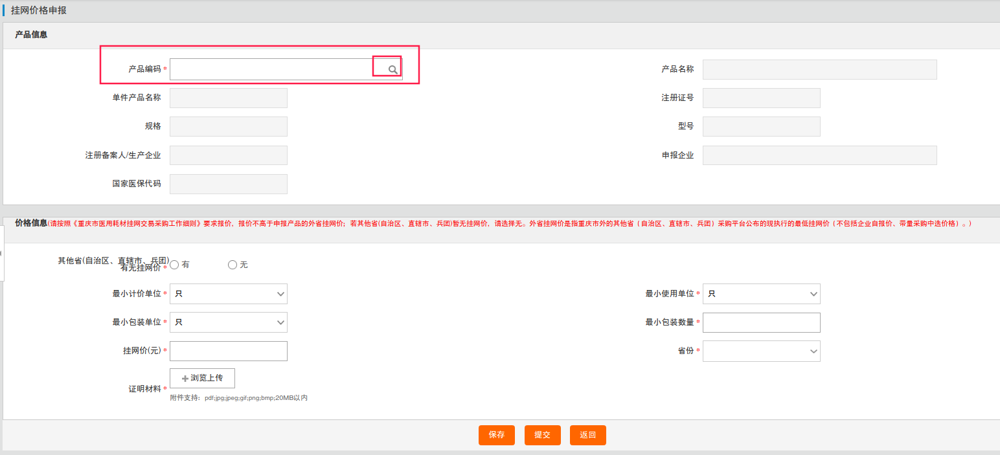 挂网价格申报
产品信息
产品编码 *
产品名称
单件产品名称
注册证号
规格
型号
注册备案人/生产企业
申报企业
国家医保代码
价格信息(请按照《重庆市医用耗材挂网交易采购工作细则》要求报价，报价不高于申报产品的外省挂网价；若其他省(自治区、直辖市、兵团)暂无挂网价，请选择无。外省挂网价是指重庆市外的其他省（自治区、直辖市、兵团）采购平台公布的现执行的最低挂网价（不包括企业自报价、带量采购中选价格）。)
其他省(自治区、直辖市、兵团)
有无挂网价 * 有 无
最小计价单位 * 只
最小使用单位 * 只
最小包装单位 * 只
最小包装数量 *
挂网价(元) *
省份 *
证明材料 *
浏览上传
附件支持：pdf;jpg;jpeg;gif;png;bmp;20MB以内
保存 提交 返回